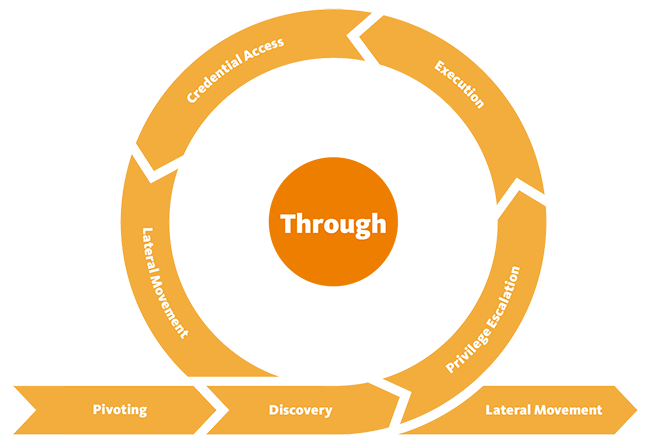 Credential Access
Execution
Through
Lateral Movement
Privilege Escalation
Pivoting
Discovery
Lateral Movement